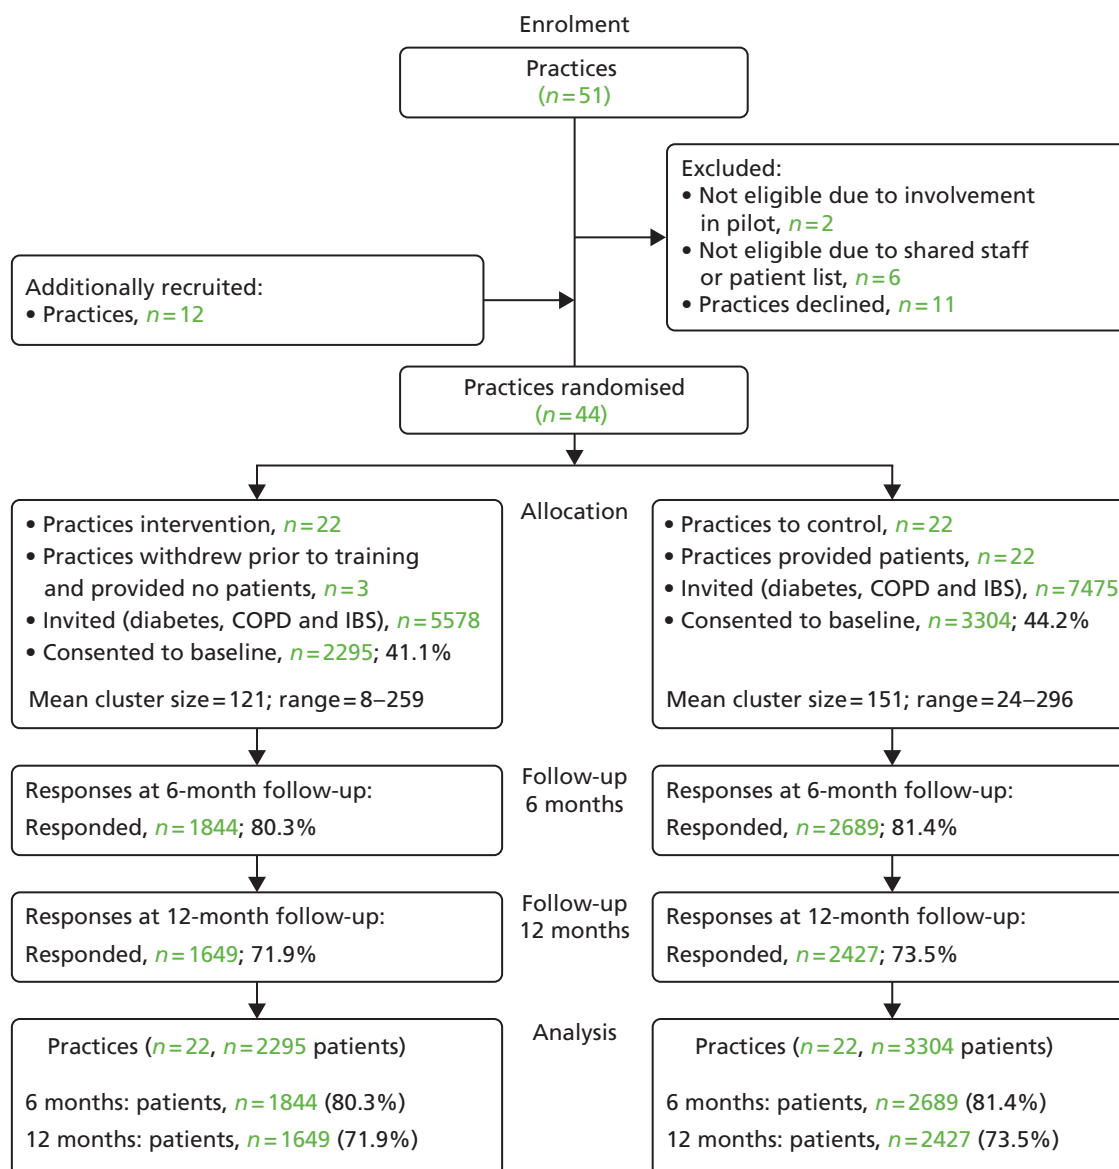 Enrolment
Practices
(n=51)
Excluded:
• Not eligible due to involvement
in pilot, n=2
• Not eligible due to shared staff
or patient list, n=6
• Practices declined, n=11
Additionally recruited:
• Practices, n=12
Practices randomised
(n=44)
Allocation
• Practices intervention, n=22
• Practices withdrew prior to training
and provided no patients, n=3
• Invited (diabetes, COPD and IBS), n=5578
• Consented to baseline, n=2295; 41.1%
Mean cluster size=121; range=8–259
• Practices to control, n=22
• Practices provided patients, n=22
• Invited (diabetes, COPD and IBS), n=7475
• Consented to baseline, n=3304; 44.2%
Mean cluster size=151; range=24–296
Follow-up
6 months
Responses at 6-month follow-up:
Responded, n=1844; 80.3%
Responses at 6-month follow-up:
Responded, n=2689; 81.4%
Follow-up
12 months
Responses at 12-month follow-up:
Responded, n=1649; 71.9%
Responses at 12-month follow-up:
Responded, n=2427; 73.5%
Analysis
Practices (n=22, n=2295 patients)
6 months: patients, n=1844 (80.3%)
12 months: patients, n=1649 (71.9%)
Practices (n=22, n=3304 patients)
6 months: patients, n=2689 (81.4%)
12 months: patients, n=2427 (73.5%)